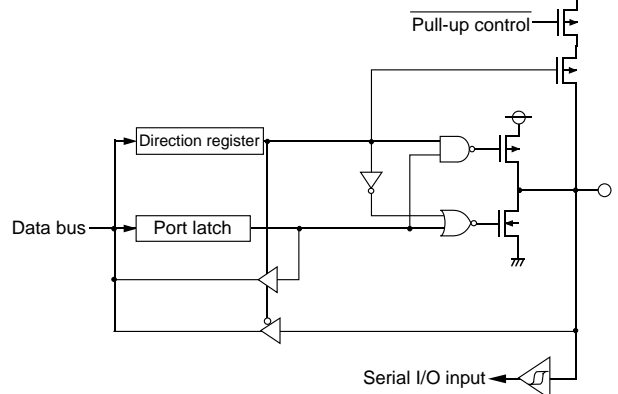 Pull-up control
Direction register
Data bus
Port latch
Serial I/O input